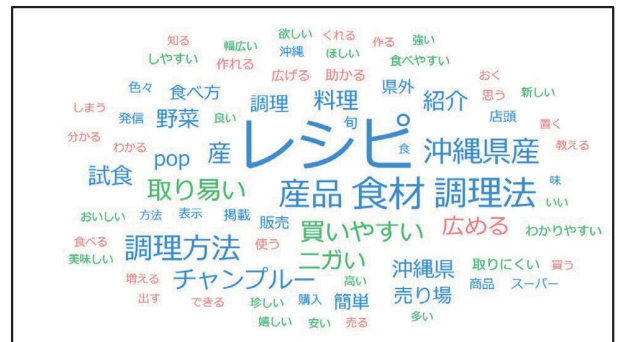 欲しい くれる 作る 強い
知る 幅広い 沖縄 ほしい
しやすい 作れる 食べやすい
広げる 助かる おく
色々 食べ方 調理 料理 県外 紹介 思う 新しい
しまう 発信 野菜 良い 旬 店頭 置く
分かる わかる pop 産 レシピ 食 沖縄県産 教える
試食 取り易い 産品 食材 調理法 味
おいしい 方法 表示 掲載 販売 買いやすい 広める いい
わかりやすい
食べる 調理方法 使う ニガい
美味しい 沖縄県 取りにくい 買う
増える チャンプルー 高い 商品 スーパー
出す できる 珍しい 購入 簡単 売り場
嬉しい 安い 売る 多い